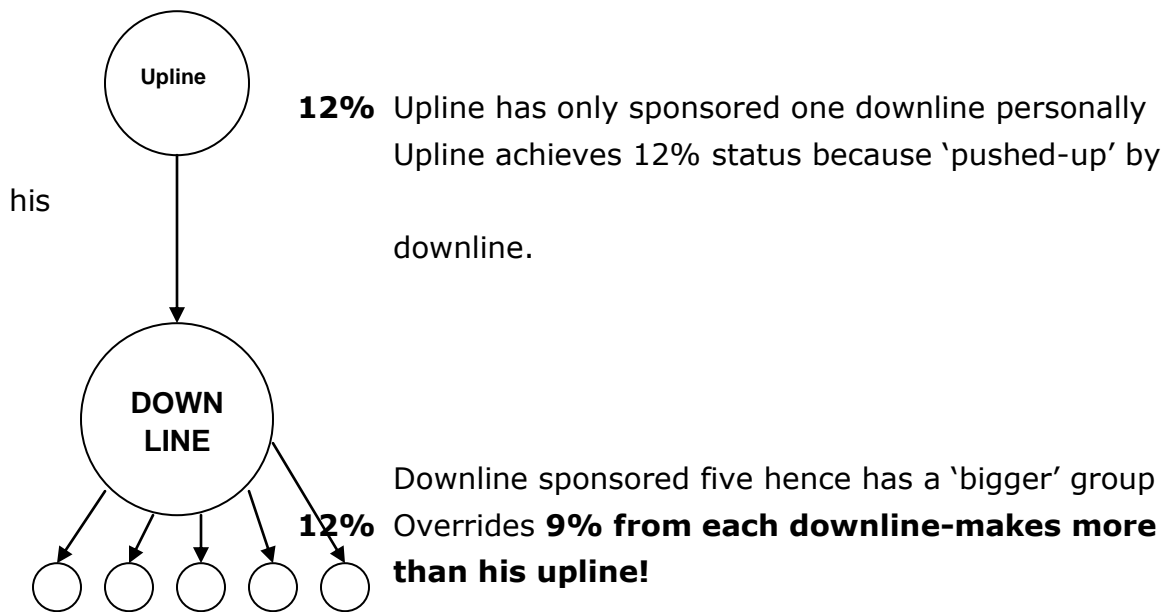 Upline
12% Upline has only sponsored one downline personally
Upline achieves 12% status because ‘pushed-up’ by
his
downline.
DOWN
LINE
Downline sponsored five hence has a ‘bigger’ group
12% Overrides 9% from each downline-makes more
than his upline!